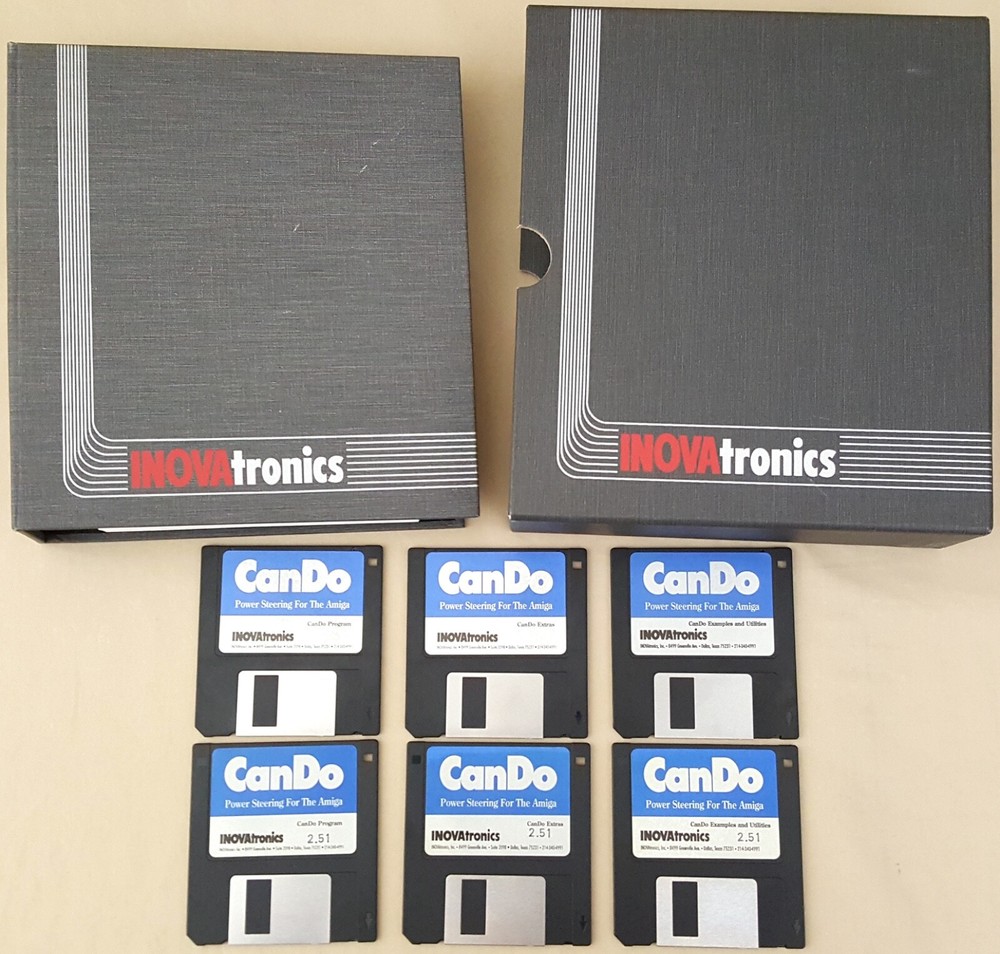 INOVAtronics
INOVAtronics
CanDo
Power Steering For The Amiga
CanDo Program
INOVAtronics
CanDo
Power Steering For The Amiga
CanDo Extras
INOVAtronics
CanDo
Power Steering For The Amiga
CanDo Examples and Utilities
INOVAtronics
CanDo
Power Steering For The Amiga
CanDo Program
INOVAtronics 2.51
CanDo
Power Steering For The Amiga
CanDo Extras
INOVAtronics 2.51
CanDo
Power Steering For The Amiga
CanDo Examples and Utilities
INOVAtronics 2.51